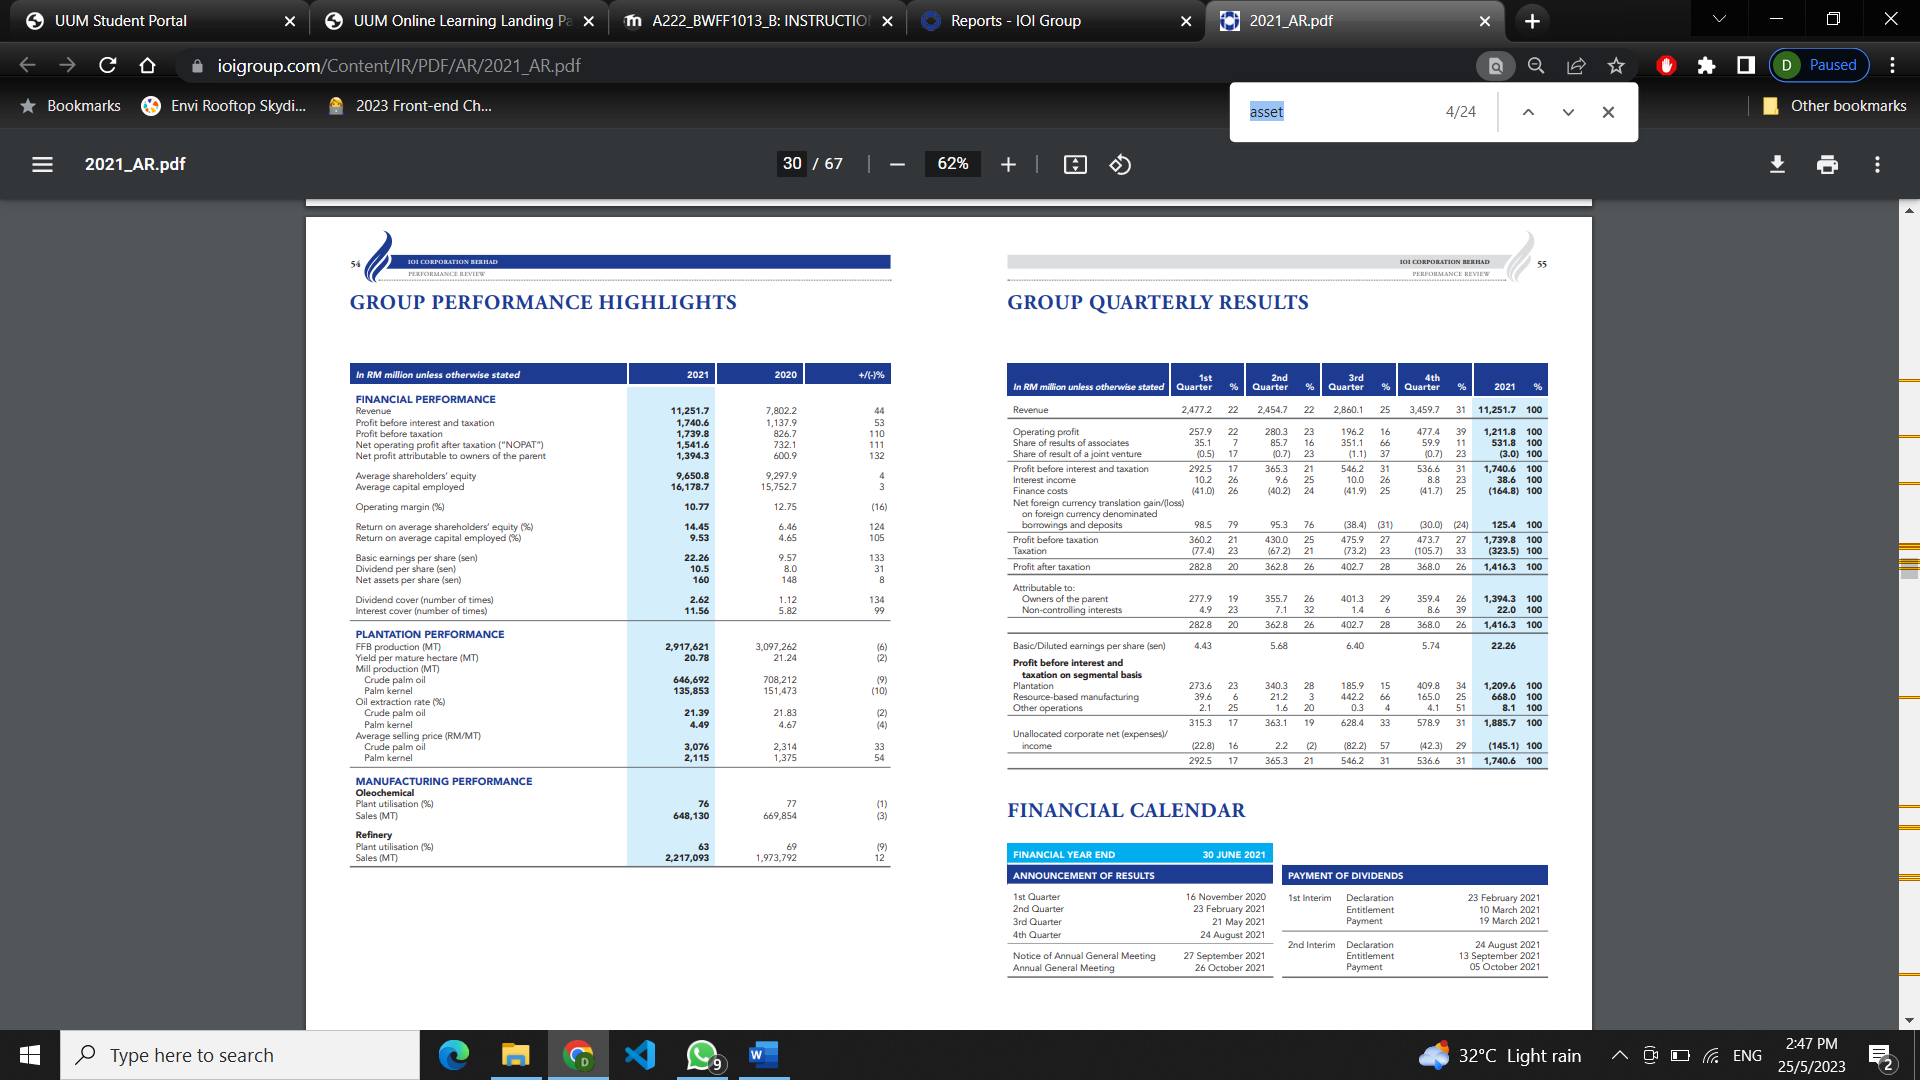 UUM Student Portal
UUM Online Learning Landing Pa
A222_BWFF1013_B: INSTRUCTIO
Reports - IOI Group
2021_AR.pdf
ioigroup.com/Content/IR/PDF/AR/2021_AR.pdf
D Paused
Bookmarks
Envi Rooftop Skydi...
2023 Front-end Ch...
Other bookmarks
asset 4/24
2021_AR.pdf
30 / 67
62%
54
IOI CORPORATION BERHAD
PERFORMANCE REVIEW
GROUP PERFORMANCE HIGHLIGHTS
In RM million unless otherwise stated 2021 2020 +/(-)%
FINANCIAL PERFORMANCE
Revenue 11,251.7 7,802.2 44
Profit before interest and taxation 1,740.6 1,137.9 53
Profit before taxation 1,739.8 826.7 110
Net operating profit after taxation ("NOPAT") 1,541.6 732.1 111
Net profit attributable to owners of the parent 1,394.3 600.9 132
Average shareholders' equity 9,650.8 9,297.9 4
Average capital employed 16,178.7 15,752.7 3
Operating margin (%) 10.77 12.75 (16)
Return on average shareholders' equity (%) 14.45 6.46 124
Return on average capital employed (%) 9.53 4.65 105
Basic earnings per share (sen) 22.26 9.57 133
Dividend per share (sen) 10.5 8.0 31
Net assets per share (sen) 160 148 8
Dividend cover (number of times) 2.62 1.12 134
Interest cover (number of times) 11.56 5.82 99
PLANTATION PERFORMANCE
FFB production (MT) 2,917,621 3,097,262 (6)
Yield per mature hectare (MT) 20.78 21.24 (2)
Mill production (MT)
Crude palm oil 646,692 708,212 (9)
Palm kernel 135,853 151,473 (10)
Oil extraction rate (%)
Crude palm oil 21.39 21.83 (2)
Palm kernel 4.49 4.67 (4)
Average selling price (RM/MT)
Crude palm oil 3,076 2,314 33
Palm kernel 2,115 1,375 54
MANUFACTURING PERFORMANCE
Oleochemical
Plant utilisation (%) 76 77 (1)
Sales (MT) 648,130 669,854 (3)
Refinery
Plant utilisation (%) 63 69 (9)
Sales (MT) 2,217,093 1,973,792 12
IOI CORPORATION BERHAD
PERFORMANCE REVIEW
55
GROUP QUARTERLY RESULTS
In RM million unless otherwise stated 1st Quarter % 2nd Quarter % 3rd Quarter % 4th Quarter % 2021 %
Revenue 2,477.2 22 2,454.7 22 2,860.1 25 3,459.7 31 11,251.7 100
Operating profit 257.9 22 280.3 23 196.2 16 477.4 39 1,211.8 100
Share of results of associates 35.1 7 85.7 16 351.1 66 59.9 11 531.8 100
Share of result of a joint venture (0.5) 17 (0.7) 23 (1.1) 37 (0.7) 23 (3.0) 100
Profit before interest and taxation 292.5 17 365.3 21 546.2 31 536.6 31 1,740.6 100
Interest income 10.2 26 9.6 25 10.0 26 8.8 23 38.6 100
Finance costs (41.0) 26 (40.2) 24 (41.9) 25 (41.7) 25 (164.8) 100
Net foreign currency translation gain/(loss)
on foreign currency denominated
borrowings and deposits 98.5 79 95.3 76 (38.4) (31) (30.0) (24) 125.4 100
Profit before taxation 360.2 21 430.0 25 475.9 27 473.7 27 1,739.8 100
Taxation (77.4) 23 (67.2) 21 (73.2) 23 (105.7) 33 (323.5) 100
Profit after taxation 282.8 20 362.8 26 402.7 28 368.0 26 1,416.3 100
Attributable to:
Owners of the parent 277.9 19 355.7 26 401.3 29 359.4 26 1,394.3 100
Non-controlling interests 4.9 23 7.1 32 1.4 6 8.6 39 22.0 100
282.8 20 362.8 26 402.7 28 368.0 26 1,416.3 100
Basic/Diluted earnings per share (sen) 4.43 5.68 6.40 5.74 22.26
Profit before interest and
taxation on segmental basis
Plantation 273.6 23 340.3 28 185.9 15 409.8 34 1,209.6 100
Resource-based manufacturing 39.6 6 21.2 3 442.2 66 165.0 25 668.0 100
Other operations 2.1 25 1.6 20 0.3 4 4.1 51 8.1 100
315.3 17 363.1 19 628.4 33 578.9 31 1,885.7 100
Unallocated corporate net (expenses)/
income (22.8) 16 2.2 (2) (82.2) 57 (42.3) 29 (145.1) 100
292.5 17 365.3 21 546.2 31 536.6 31 1,740.6 100
FINANCIAL CALENDAR
FINANCIAL YEAR END 30 JUNE 2021
ANNOUNCEMENT OF RESULTS
1st Quarter 16 November 2020
2nd Quarter 23 February 2021
3rd Quarter 21 May 2021
4th Quarter 24 August 2021
Notice of Annual General Meeting 27 September 2021
Annual General Meeting 26 October 2021
PAYMENT OF DIVIDENDS
1st Interim Declaration 23 February 2021
Entitlement 10 March 2021
Payment 19 March 2021
2nd Interim Declaration 24 August 2021
Entitlement 13 September 2021
Payment 05 October 2021
Type here to search
9
32°C Light rain
ENG
2:47 PM
25/5/2023
2